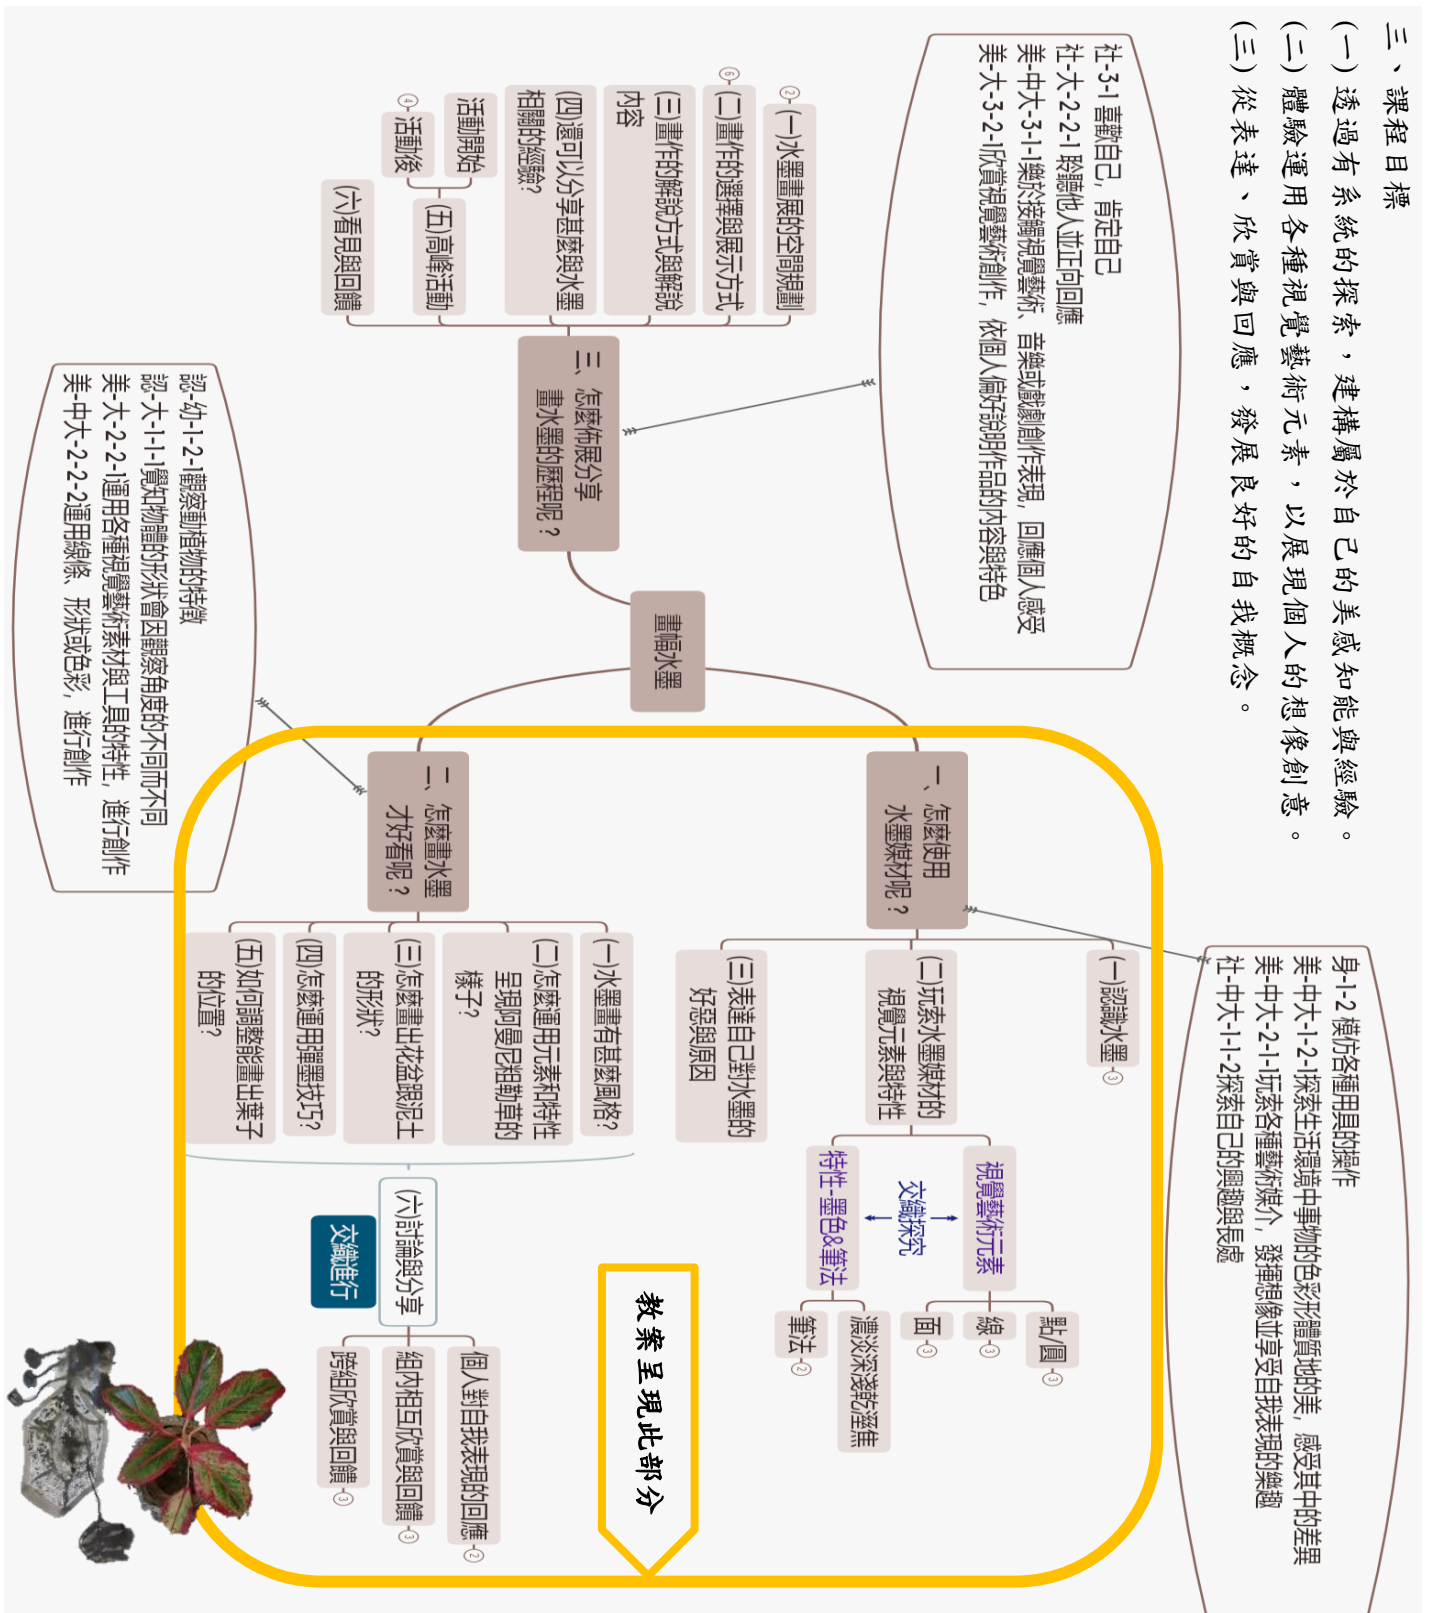 三、課程目標
(一) 透過有系統的探索，建構屬於自己的美感知能與經驗。
(二) 體驗運用各種視覺藝術元素，以展現個人的想像創意。
(三) 從表達、欣賞與回應，發展良好的自我概念。
社-3-1 喜歡自己，肯定自己
社-大-2-2-1 聆聽他人並正向回應
美-中大-3-1-1樂於接觸視覺藝術、音樂或戲劇創作表現，回應個人感受
美-大-3-2-1欣賞視覺藝術創作，依個人偏好說明作品的內容與特色
身-1-2 模仿各種用具的操作
美-中大-1-2-1探索生活環境中事物的色彩形體質地的美，感受其中的差異
美-中大-2-1-1玩索各種藝術媒介，發揮想像並享受自我表現的樂趣
社-中大-1-1-2探索自己的興趣與長處
畫幅水墨
一、怎麼使用
水墨媒材呢？
(一)認識水墨
3
(二)玩索水墨媒材的
視覺元素與特性
視覺藝術元素
點/圓
3
線
3
面
3
交織探究
特性-墨色&筆法
濃淡深淺乾溼焦
筆法
2
(三)表達自己對水墨的
好惡與原因
二、怎麼畫水墨
才好看呢？
(一)水墨畫有甚麼風格?
(二)怎麼運用元素和特性
呈現阿曼尼粗勒草的
樣子?
(三)怎麼畫出花盆跟泥土
的形狀?
(四)怎麼運用彈墨技巧?
(五)如何調整能畫出葉子
的位置?
(六)討論與分享
交織進行
個人對自我表現的回應
2
組內相互欣賞與回饋
3
跨組欣賞與回饋
3
教案呈現此部分
三、怎麼佈展分享
畫水墨的歷程呢？
2
(一)水墨畫展的空間規劃
6
(二)畫作的選擇與展示方式
(三)畫作的解說方式與解說
內容
(四)還可以分享甚麼與水墨
相關的經驗?
活動開始
4
活動後
(五)高峰活動
(六)看見與回饋
認-幼-1-2-1觀察動植物的特徵
認-大-1-1-1覺知物體的形狀會因觀察角度的不同而不同
美-大-2-2-1運用各種視覺藝術素材與工具的特性，進行創作
美-中大-2-2-2運用線條、形狀或色彩，進行創作